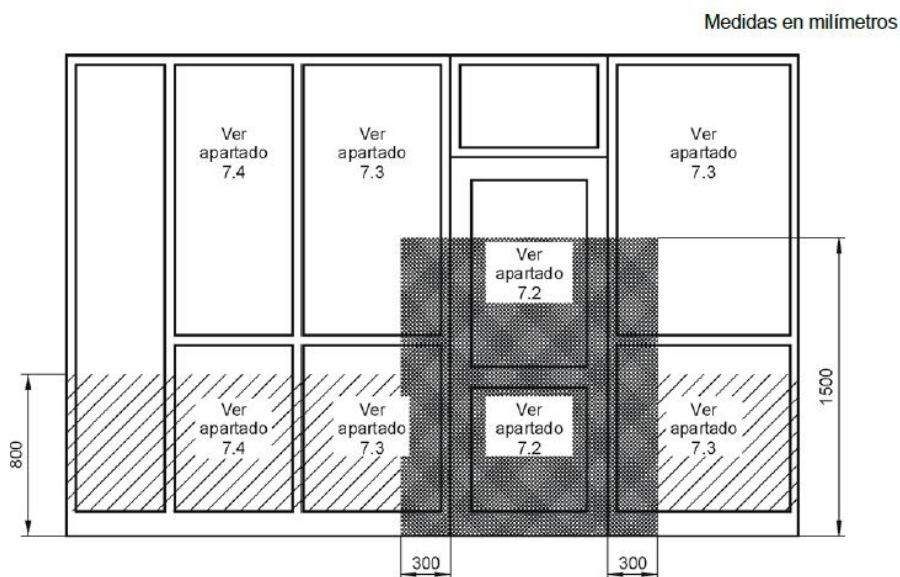 Medidas en milímetros
Ver
apartado
7.4
Ver
apartado
7.3
Ver
apartado
7.3
Ver
apartado
7.2
Ver
apartado
7.4
Ver
apartado
7.3
Ver
apartado
7.2
Ver
apartado
7.3
800
1500
300
300